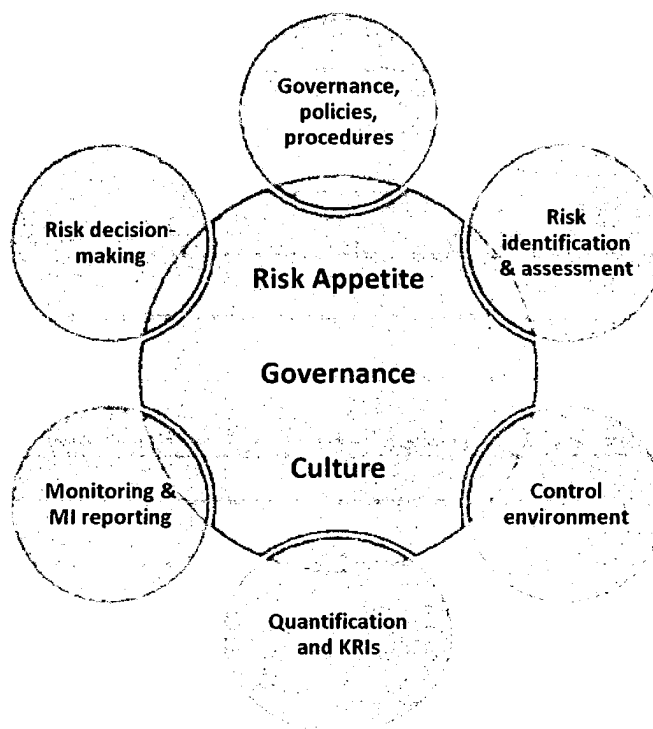 Governance,
policies,
procedures
Risk
identification
& assessment
Control
environment
Quantification
and KRIs
Monitoring &
MI reporting
Risk decision-
making
Risk Appetite
Governance
Culture